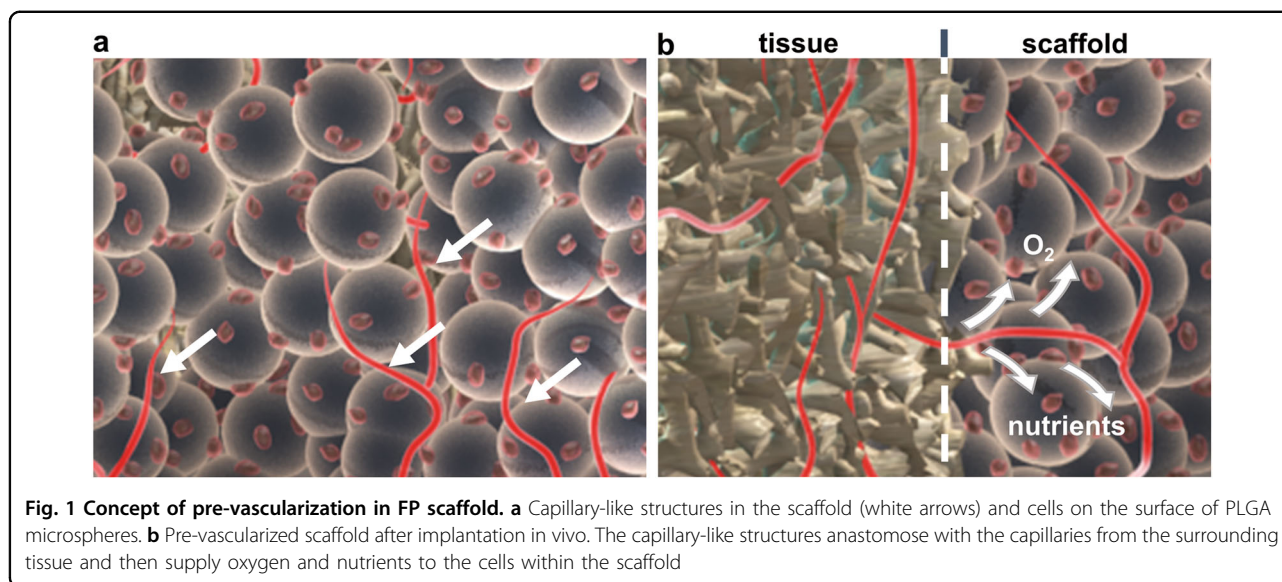 a
b
tissue
scaffold
O₂
nutrients
Fig. 1 Concept of pre-vascularization in FP scaffold. a Capillary-like structures in the scaffold (white arrows) and cells on the surface of PLGA
microspheres. b Pre-vascularized scaffold after implantation in vivo. The capillary-like structures anastomose with the capillaries from the surrounding
tissue and then supply oxygen and nutrients to the cells within the scaffold